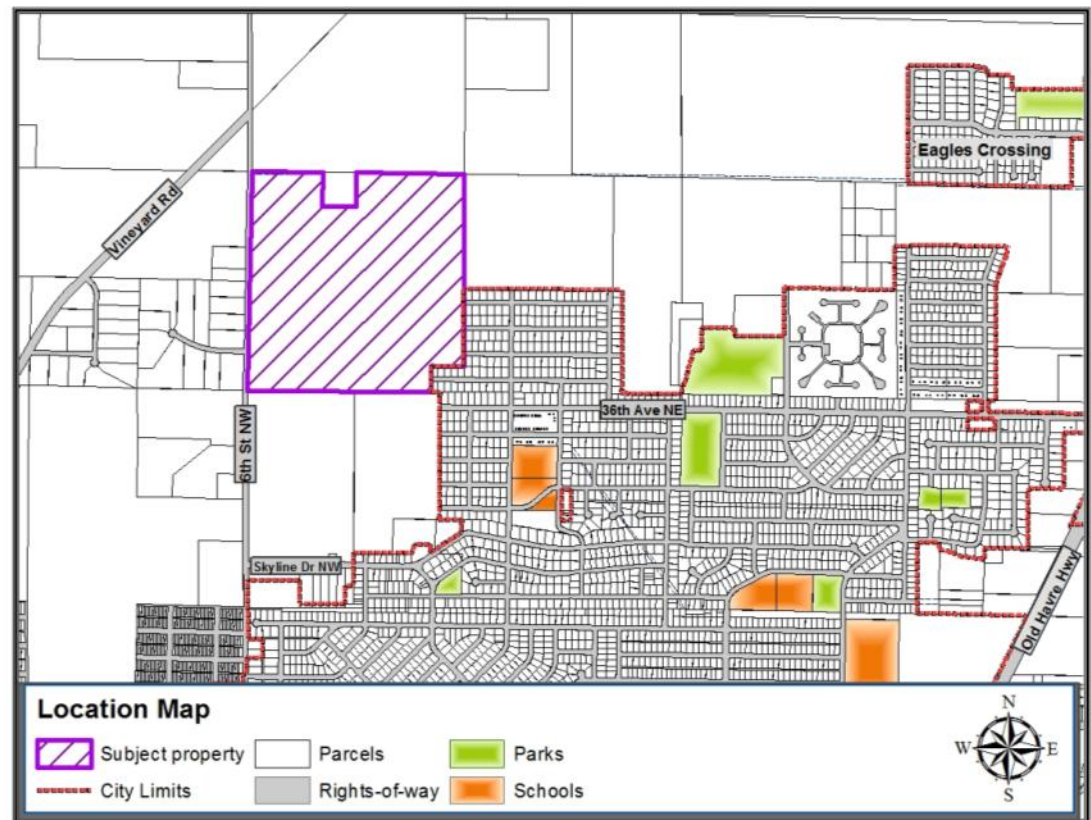 Eagles Crossing
Vineyard Rd
36th Ave NE
6th St NW
Skyline Dr NW
Old Havre Hwy
Location Map
Subject property
Parcels
Parks
City Limits
Rights-of-way
Schools
N
W
E
S